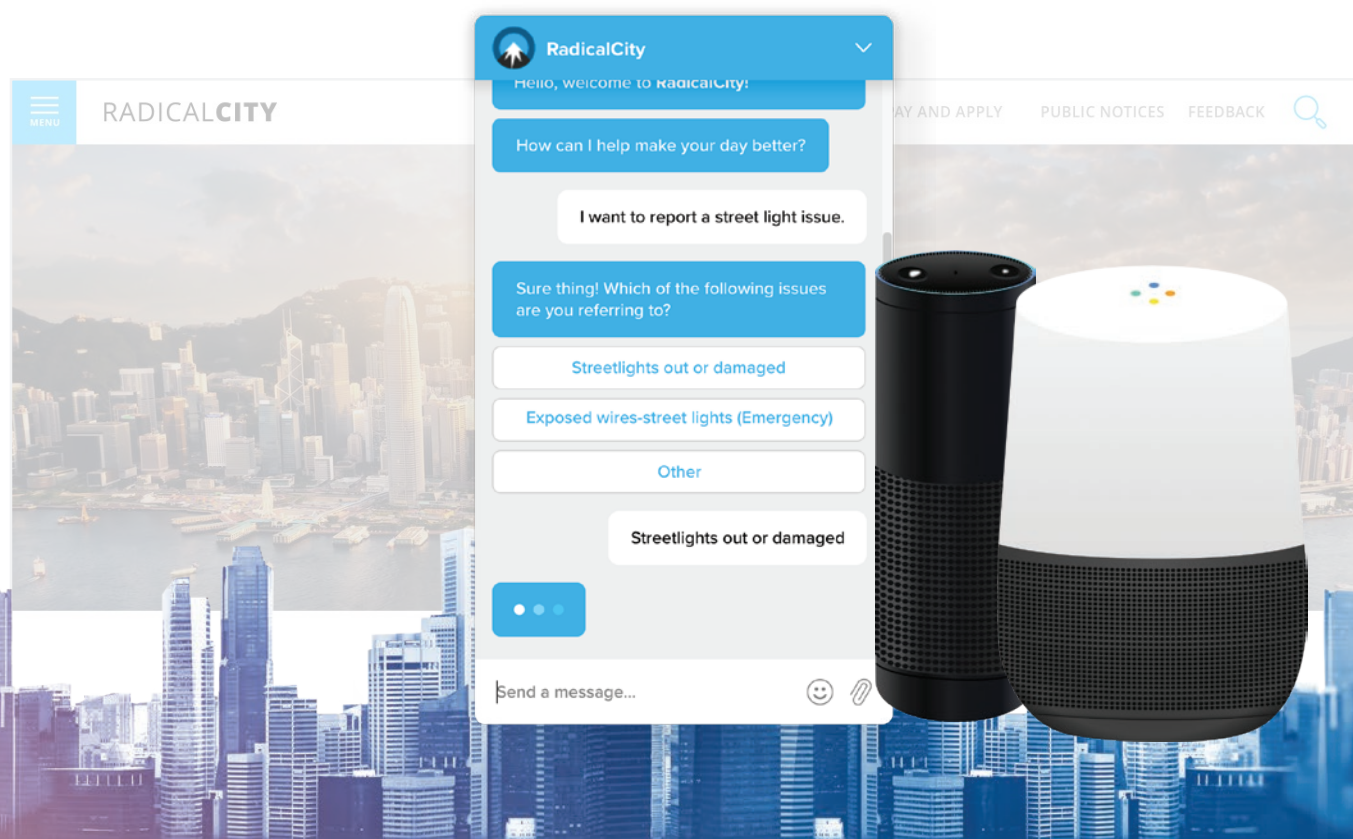 RadicalCity
Hello, welcome to RadicalCity!
MENU
RADICALCITY
PAY AND APPLY
PUBLIC NOTICES
FEEDBACK
How can I help make your day better?
I want to report a street light issue.
Sure thing! Which of the following issues
are you referring to?
Streetlights out or damaged
Exposed wires-street lights (Emergency)
Other
Streetlights out or damaged
Send a message...